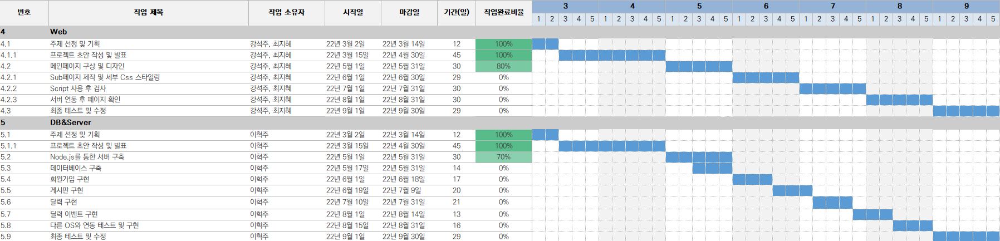 번호 작업 제목 작업 소유자 시작일 마감일 기간(일) 작업완료비율 3 4 5 6 7 8 9
1 2 3 4 5 1 2 3 4 5 1 2 3 4 5 1 2 3 4 5 1 2 3 4 5 1 2 3 4 5 1 2 3 4 5
4 Web
4.1 주제 선정 및 기획 강석주, 최지혜 22년 3월 2일 22년 3월 14일 12 100%
4.1.1 프로젝트 초안 작성 및 발표 강석주, 최지혜 22년 3월 15일 22년 4월 30일 45 100%
4.2 메인페이지 구상 및 디자인 강석주, 최지혜 22년 5월 1일 22년 5월 31일 30 80%
4.2.1 Sub페이지 제작 및 세부 Css 스타일링 강석주, 최지혜 22년 6월 1일 22년 6월 30일 29 0%
4.2.2 Script 사용 후 검사 강석주, 최지혜 22년 7월 1일 22년 7월 31일 30 0%
4.2.3 서버 연동 후 페이지 확인 강석주, 최지혜 22년 8월 1일 22년 8월 31일 30 0%
4.3 최종 테스트 및 수정 강석주, 최지혜 22년 9월 1일 22년 9월 30일 29 0%
5 DB&Server
5.1 주제 선정 및 기획 이혁주 22년 3월 2일 22년 3월 14일 12 100%
5.1.1 프로젝트 초안 작성 및 발표 이혁주 22년 3월 15일 22년 4월 30일 45 100%
5.2 Node.js를 통한 서버 구축 이혁주 22년 5월 1일 22년 5월 31일 30 70%
5.3 데이터베이스 구축 이혁주 22년 5월 17일 22년 5월 31일 14 0%
5.4 회원가입 구현 이혁주 22년 6월 1일 22년 6월 18일 17 0%
5.5 게시판 구현 이혁주 22년 6월 19일 22년 7월 9일 20 0%
5.6 달력 구현 이혁주 22년 7월 10일 22년 7월 31일 21 0%
5.7 딜력 이벤트 구현 이혁주 22년 8월 1일 22년 8월 14일 13 0%
5.8 다른 OS와 연동 테스트 및 구현 이혁주 22년 8월 15일 22년 8월 31일 16 0%
5.9 최종 테스트 및 수정 이혁주 22년 9월 1일 22년 9월 30일 29 0%